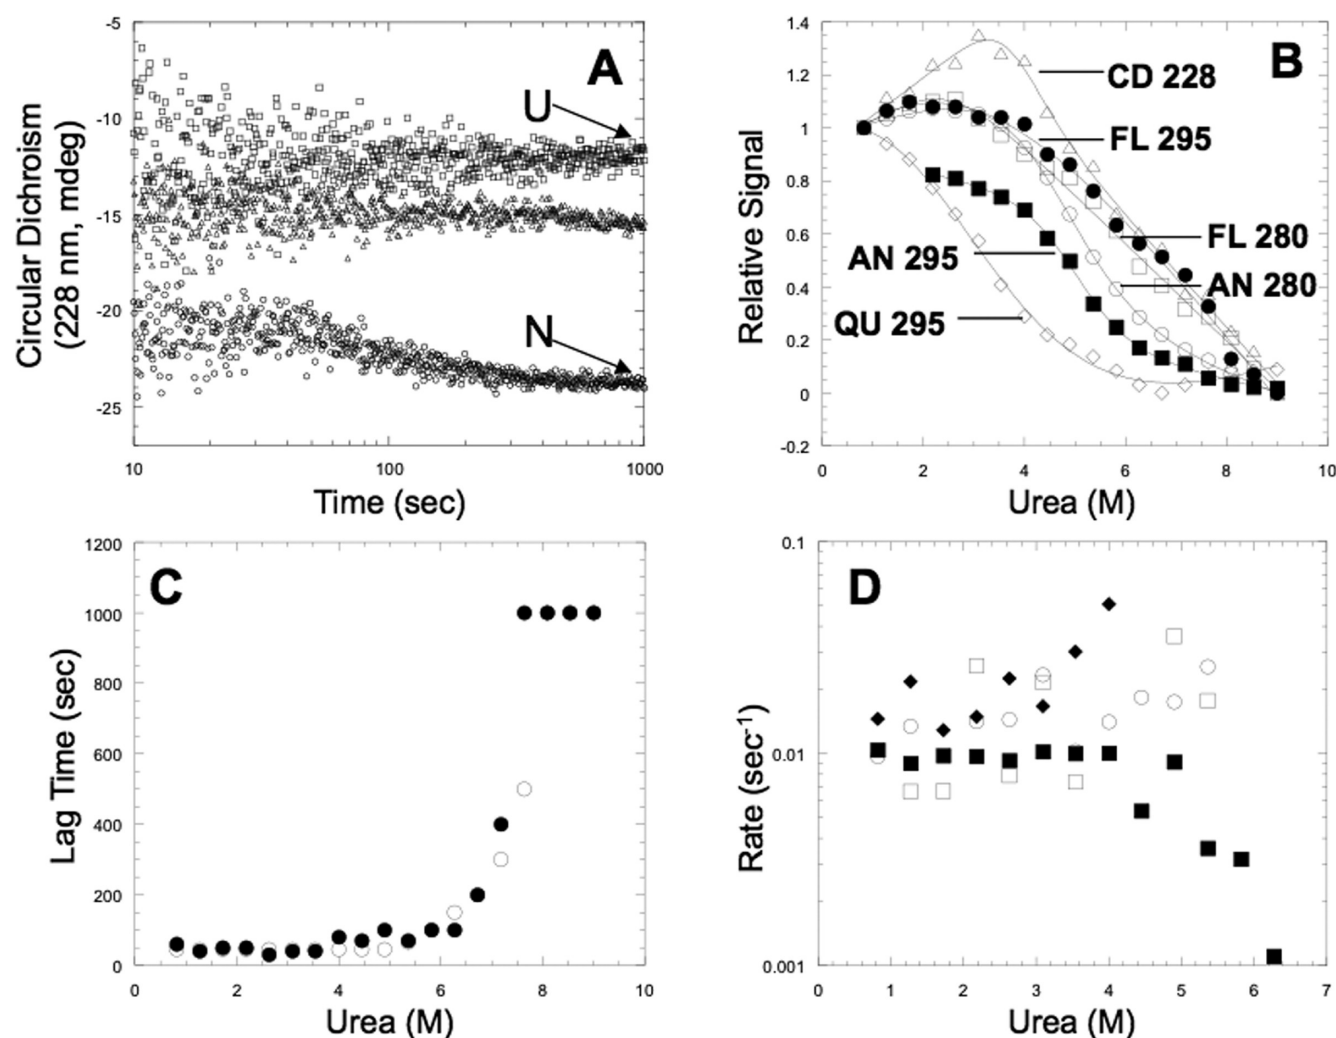 A
-5
-10
-15
-20
-25
U
N
Circular Dichroism
(228 nm, mdeg)
10
100
1000
Time (sec)
B
1.4
1.2
1
0.8
0.6
0.4
0.2
0
-0.2
CD 228
FL 295
FL 280
AN 295
AN 280
QU 295
Relative Signal
0
2
4
6
8
10
Urea (M)
C
1200
1000
800
600
400
200
0
Lag Time (sec)
0
2
4
6
8
10
Urea (M)
D
0.1
0.01
0.001
Rate (sec-1)
0
1
2
3
4
5
6
7
Urea (M)